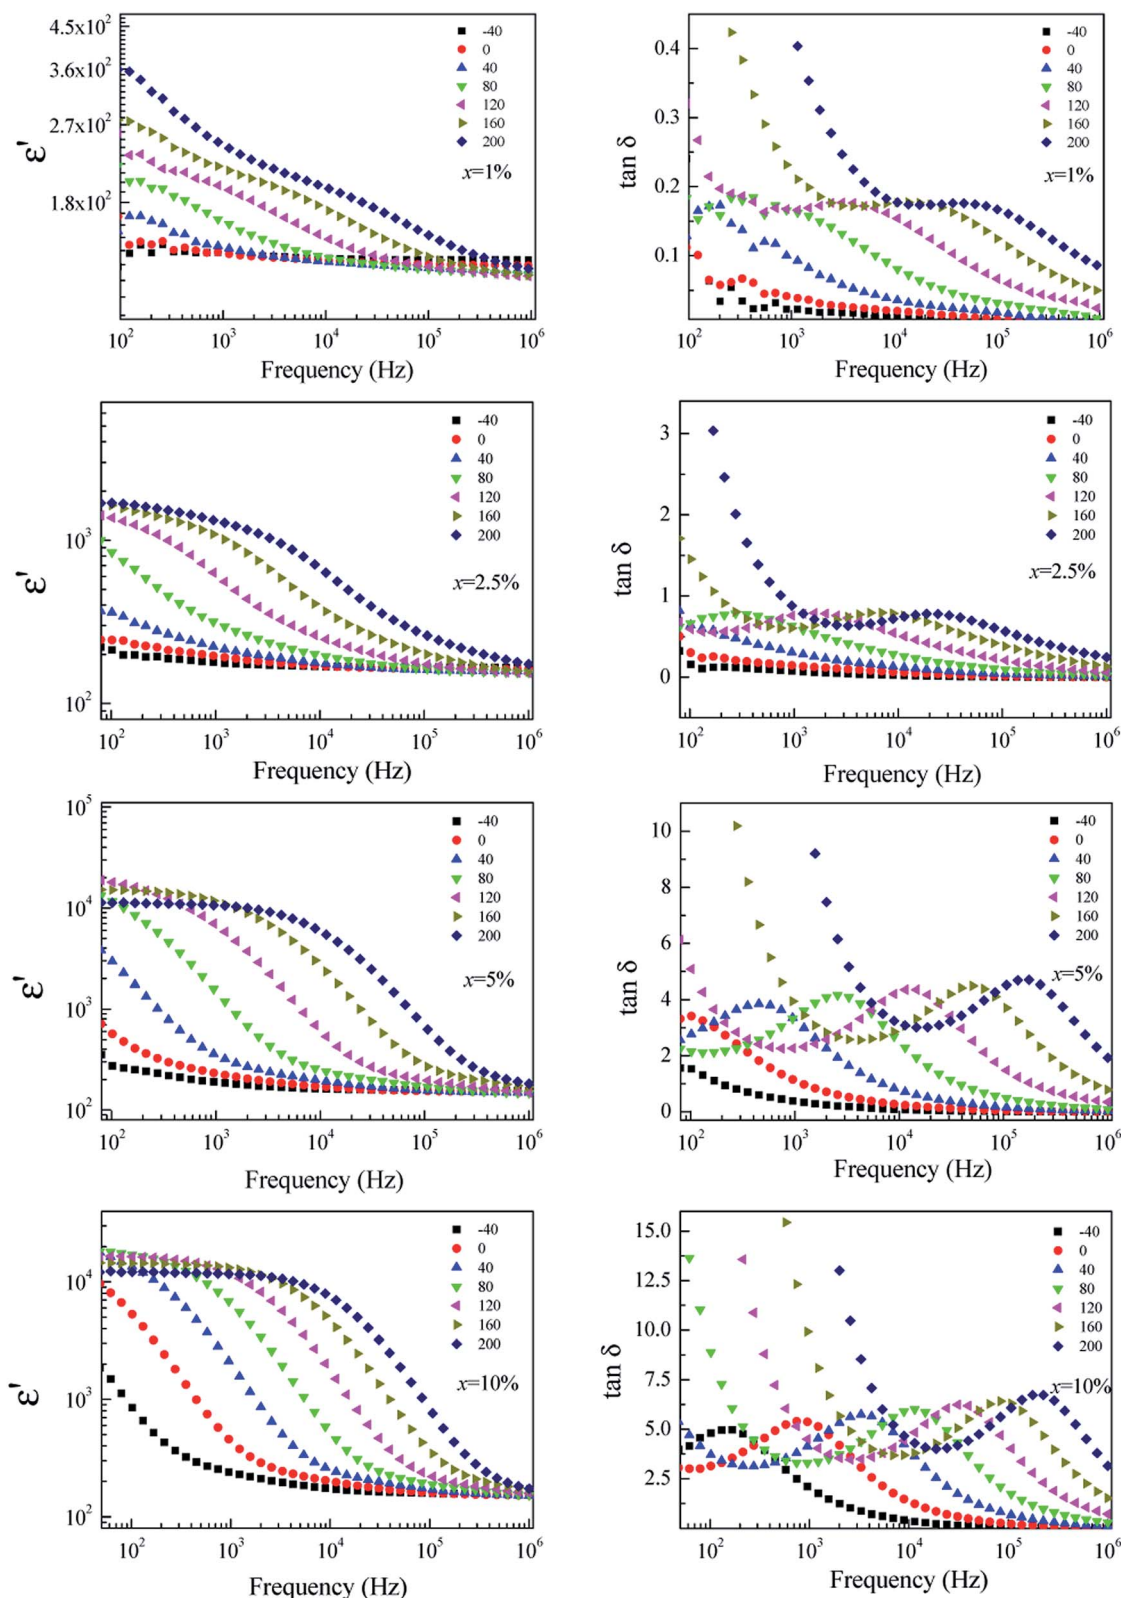 4.5x10²
3.6x10²
2.7x10²
1.8x10²
ε'
-40
0
40
80
120
160
200
x=1%
10² 10³ 10⁴ 10⁵ 10⁶
Frequency (Hz)
0.4
0.3
0.2
0.1
tan δ
-40
0
40
80
120
160
200
x=1%
10² 10³ 10⁴ 10⁵ 10⁶
Frequency (Hz)
10³
10²
ε'
-40
0
40
80
120
160
200
x=2.5%
10² 10³ 10⁴ 10⁵ 10⁶
Frequency (Hz)
3
2
1
0
tan δ
-40
0
40
80
120
160
200
x=2.5%
10² 10³ 10⁴ 10⁵ 10⁶
Frequency (Hz)
10⁵
10⁴
10³
10²
ε'
-40
0
40
80
120
160
200
x=5%
10² 10³ 10⁴ 10⁵ 10⁶
Frequency (Hz)
10
8
6
4
2
0
tan δ
-40
0
40
80
120
160
200
x=5%
10² 10³ 10⁴ 10⁵ 10⁶
Frequency (Hz)
10⁴
10³
10²
ε'
-40
0
40
80
120
160
200
x=10%
10² 10³ 10⁴ 10⁵ 10⁶
Frequency (Hz)
15.0
12.5
10.0
7.5
5.0
2.5
tan δ
-40
0
40
80
120
160
200
x=10%
10² 10³ 10⁴ 10⁵ 10⁶
Frequency (Hz)